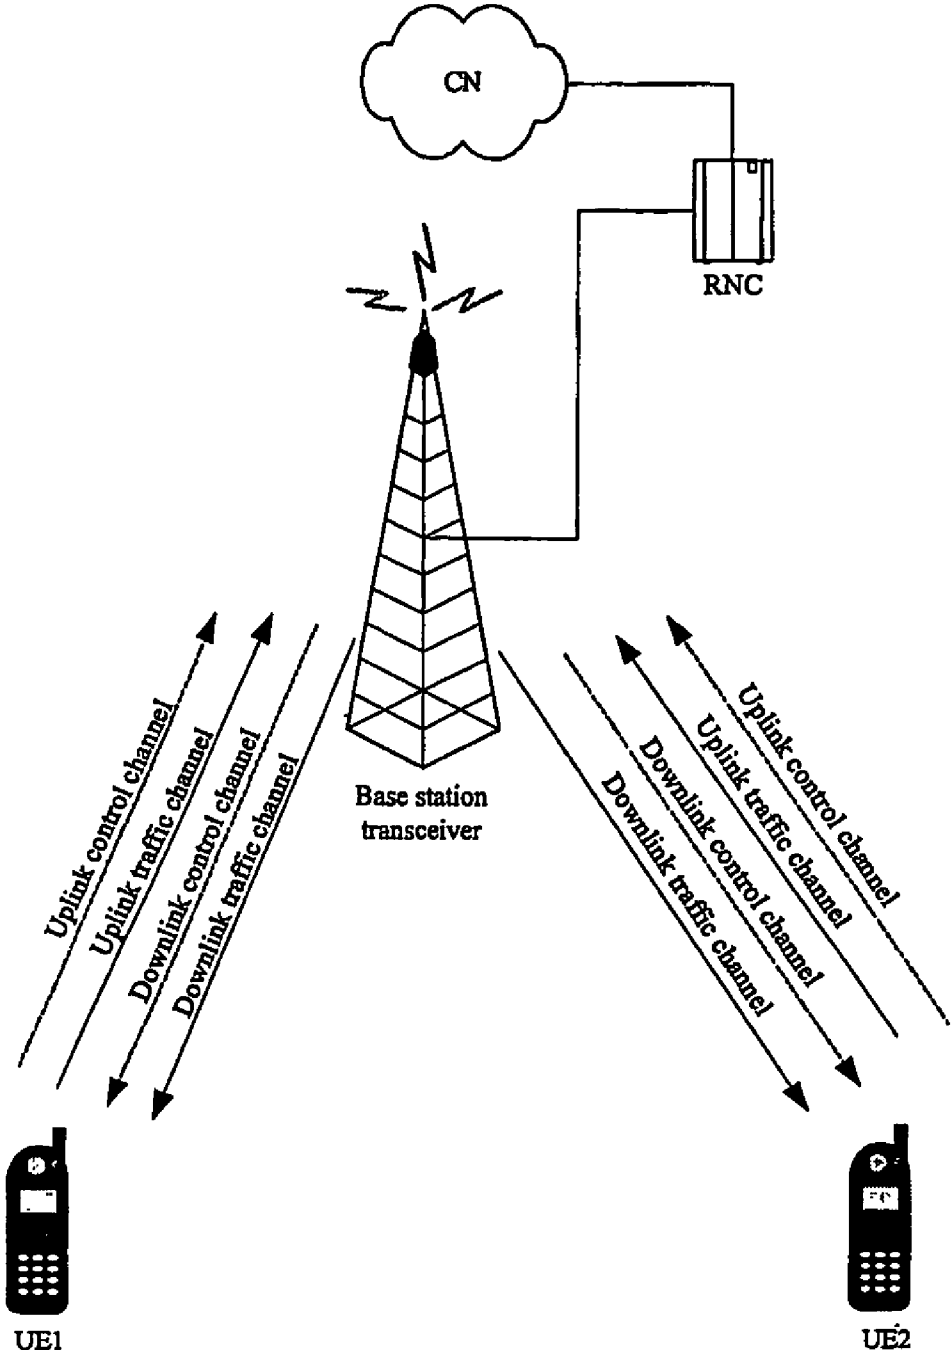 CN
RNC
Base station
transceiver
Uplink control channel
Uplink traffic channel
Downlink control channel
Downlink traffic channel
Downlink traffic channel
Downlink control channel
Uplink traffic channel
Uplink control channel
UE1
UE2